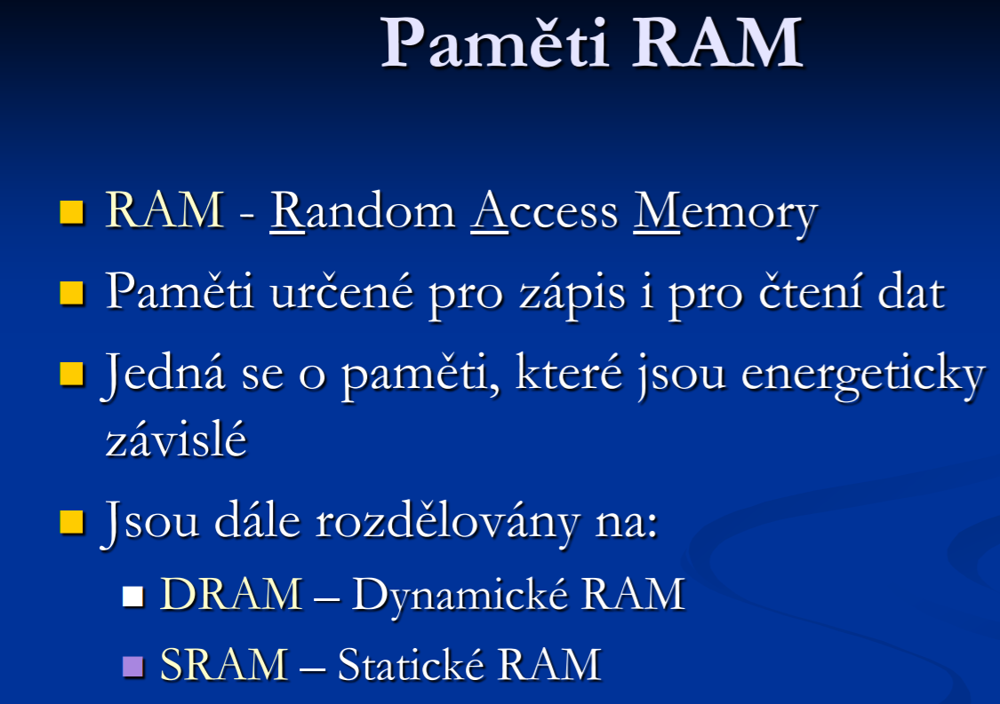 Paměti RAM
RAM - Random Access Memory
Paměti určené pro zápis i pro čtení dat
Jedná se o paměti, které jsou energeticky
závislé
Jsou dále rozdělovány na:
DRAM – Dynamické RAM
SRAM – Statické RAM